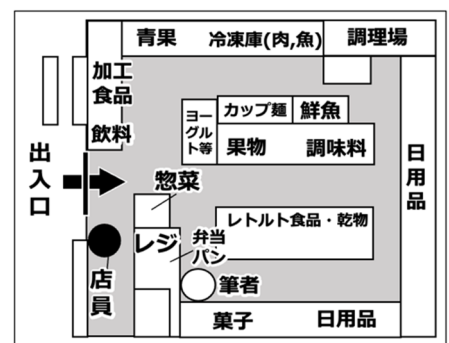 青果
冷凍庫(肉,魚)
調理場
加工
食品
飲料
ヨー
グル
ト等
カップ麺
鮮魚
果物
調味料
日用品
出入口
惣菜
レジ
弁当
パン
レトルト食品・乾物
店員
筆者
菓子
日用品